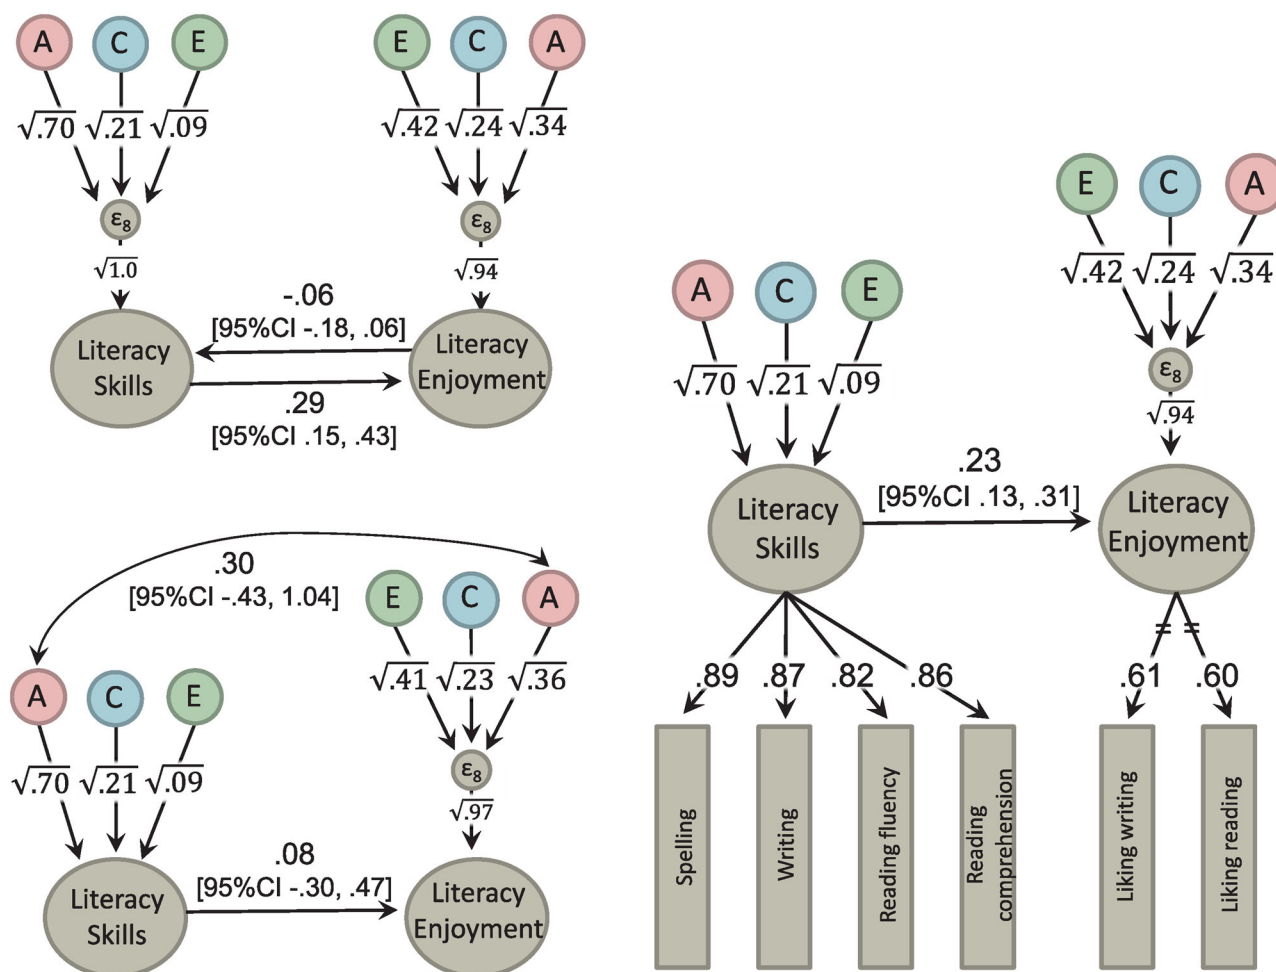 A C E
√.70 √.21 √.09
ε8
√1.0
E C A
√.42 √.24 √.34
ε8
√.94
-.06
[95%CI -.18, .06]
Literacy
Skills
Literacy
Enjoyment
.29
[95%CI .15, .43]
.30
[95%CI -.43, 1.04]
A C E
√.70 √.21 √.09
E C A
√.41 √.23 √.36
ε8
√.97
.08
[95%CI -.30, .47]
Literacy
Skills
Literacy
Enjoyment
A C E
√.70 √.21 √.09
E C A
√.42 √.24 √.34
ε8
√.94
.23
[95%CI .13, .31]
Literacy
Skills
Literacy
Enjoyment
= =
.89 .87 .82 .86 .61 .60
Spelling
Writing
Reading fluency
Reading
comprehension
Liking writing
Liking reading